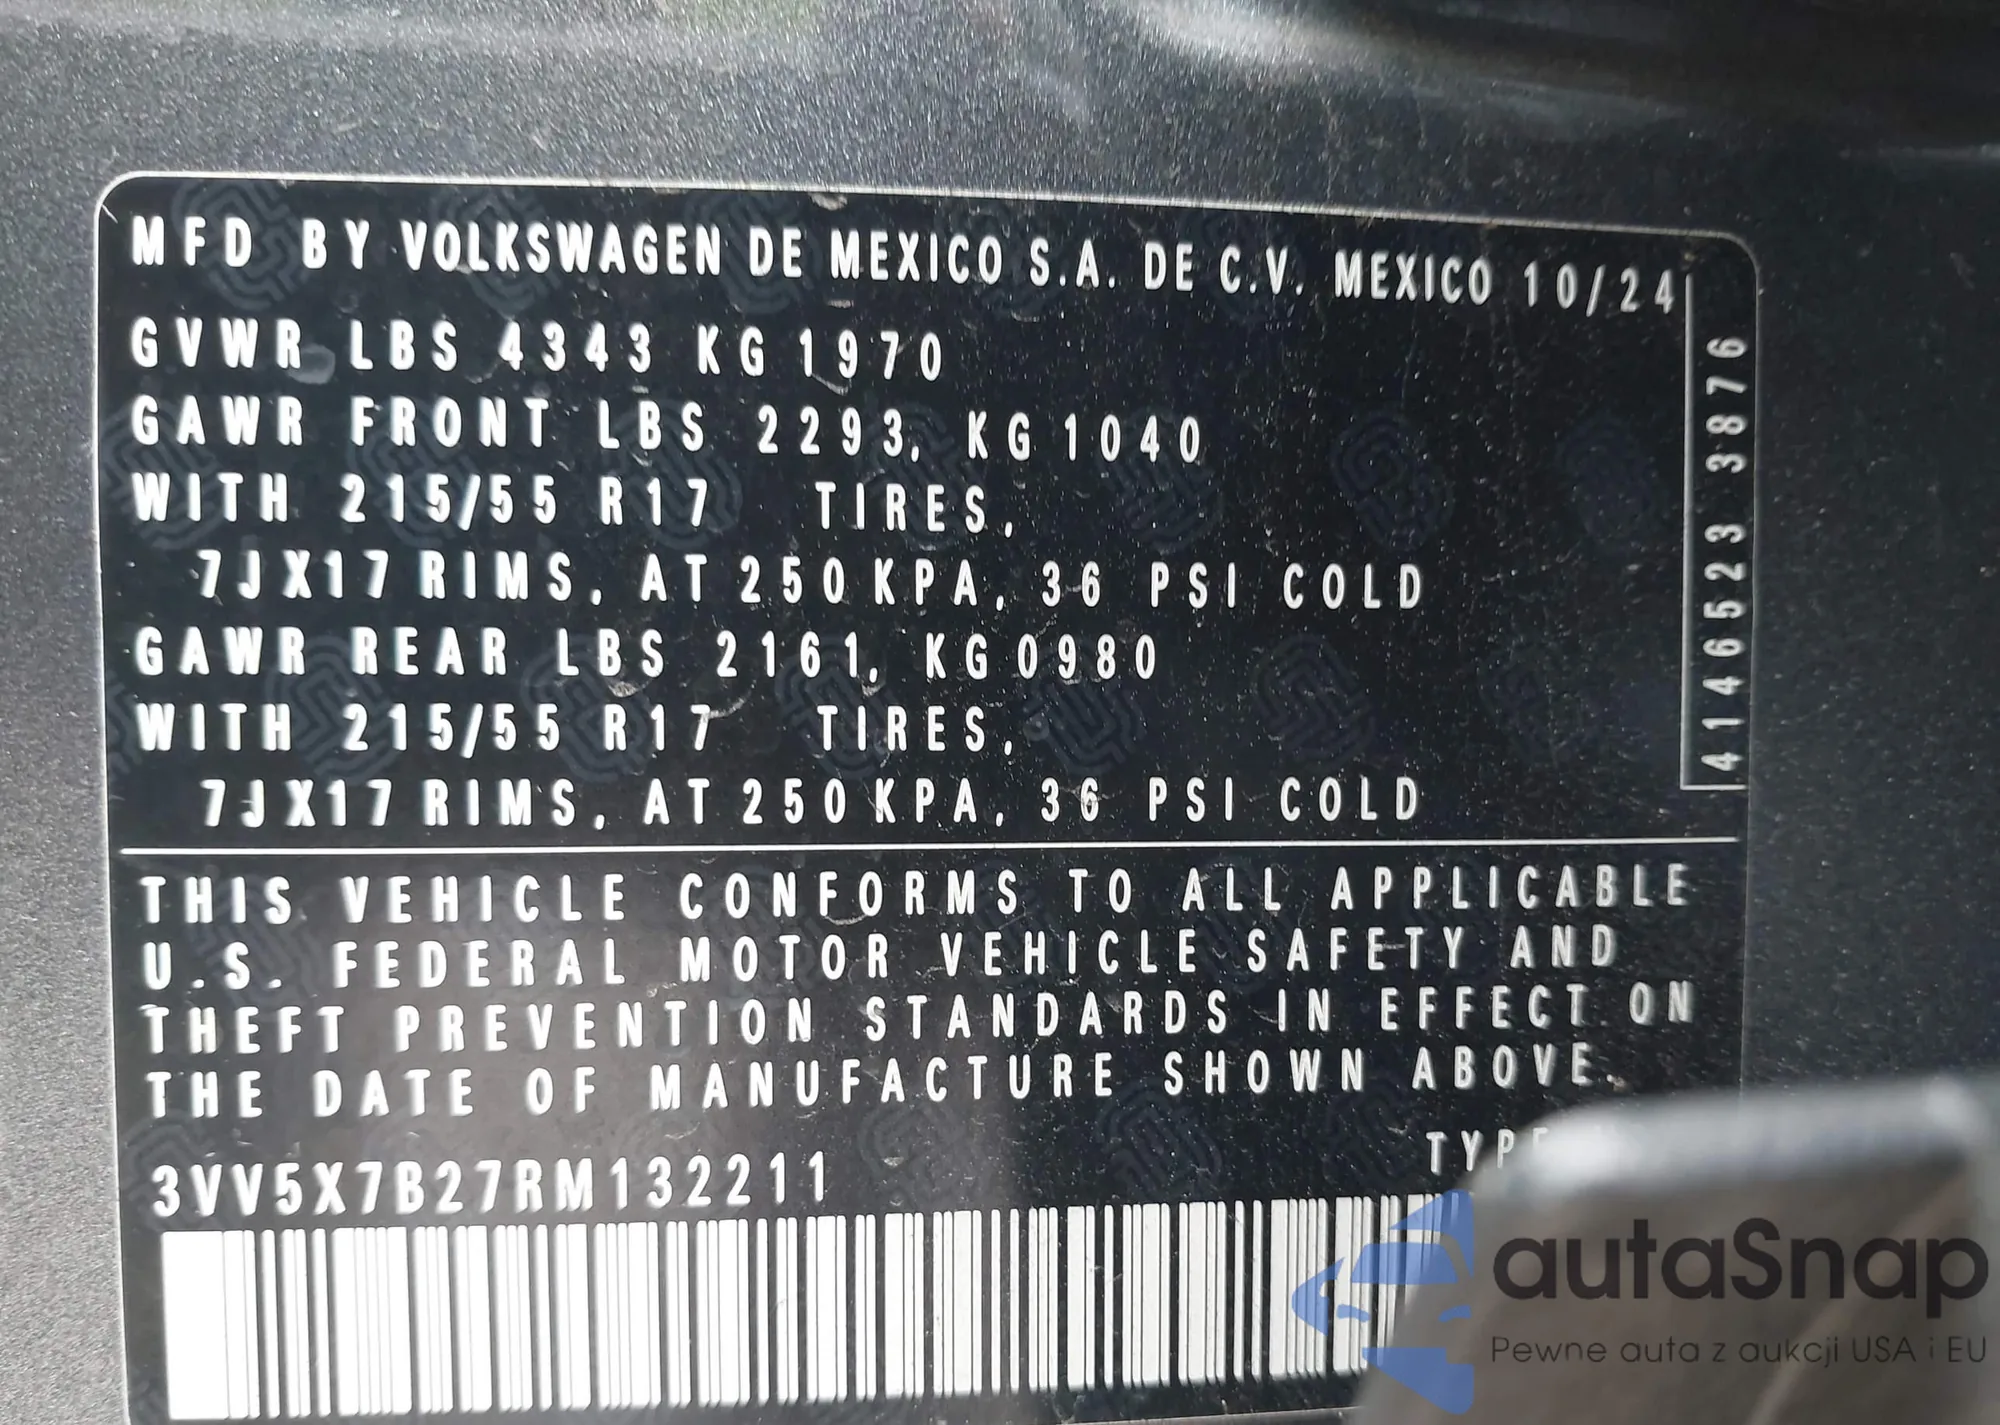 MFD BY VOLKSWAGEN DE MEXICO S.A. DE C.V. MEXICO 10/24
GVWR LBS 4343 KG 1970
GAWR FRONT LBS 2293, KG 1040
WITH 215/55 R17 TIRES,
7JX17 RIMS, AT 250 KPA, 36 PSI COLD
GAWR REAR LBS 2161, KG 0980
WITH 215/55 R17 TIRES,
7JX17 RIMS, AT 250 KPA, 36 PSI COLD
4146523 3876
THIS VEHICLE CONFORMS TO ALL APPLICABLE
U.S. FEDERAL MOTOR VEHICLE SAFETY AND
THEFT PREVENTION STANDARDS IN EFFECT ON
THE DATE OF MANUFACTURE SHOWN ABOVE.
TYPE
3VV5X7B27RM132211
autaSnap
Pewne auta z aukcji USA i EU